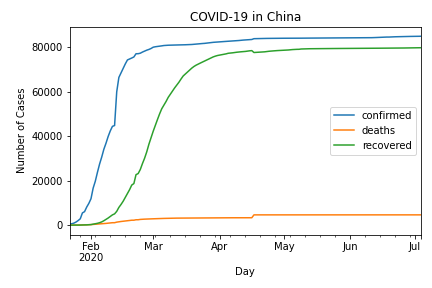 COVID-19 in China
Number of Cases
80000
60000
40000
20000
0
confirmed
deaths
recovered
Feb Mar Apr May Jun Jul
2020
Day